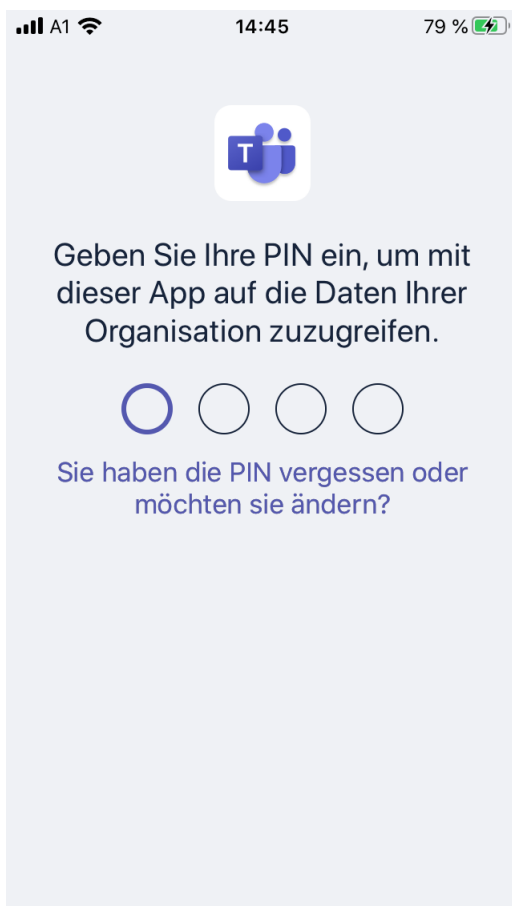 A1 14:45 79 %
T
Geben Sie Ihre PIN ein, um mit
dieser App auf die Daten Ihrer
Organisation zuzugreifen.
Sie haben die PIN vergessen oder
möchten sie ändern?